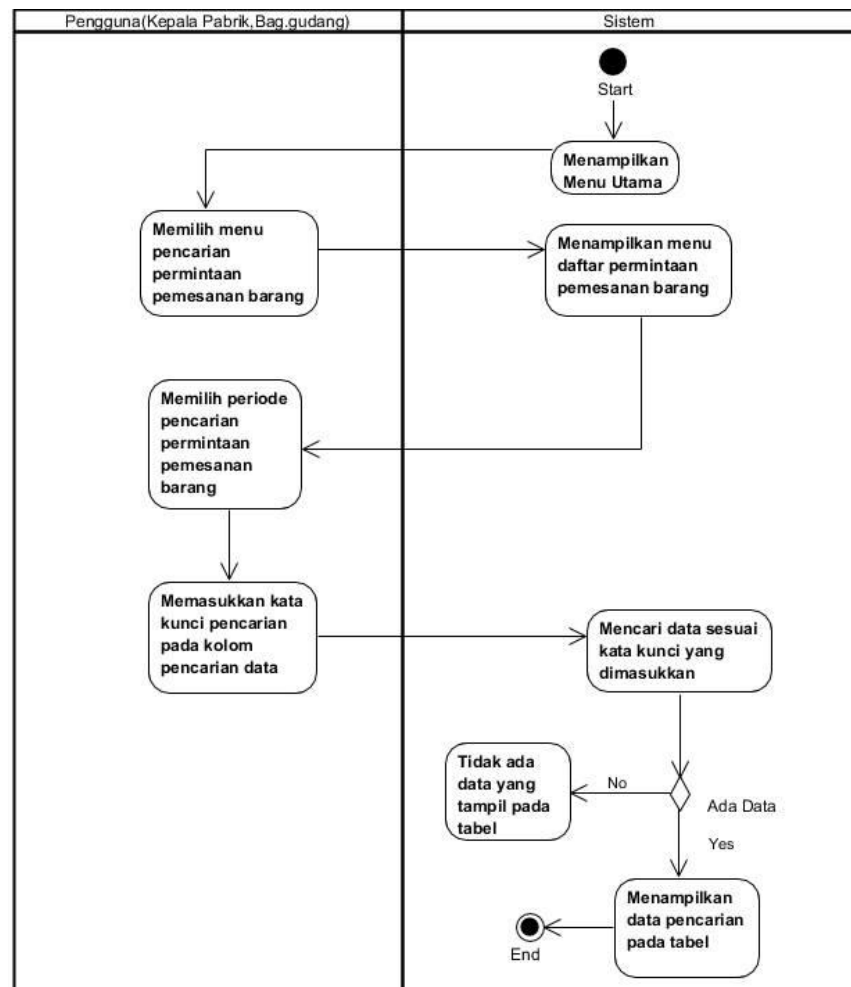 Pengguna(Kepala Pabrik,Bag.gudang)
Sistem
Start
Menampilkan
Menu Utama
Memilih menu
pencarian
permintaan
pemesanan barang
Menampilkan menu
daftar permintaan
pemesanan barang
Memilih periode
pencarian
permintaan
pemesanan
barang
Memasukkan kata
kunci pencarian
pada kolom
pencarian data
Mencari data sesuai
kata kunci yang
dimasukkan
Tidak ada
data yang
tampil pada
tabel
No
Ada Data
Yes
Menampilkan
data pencarian
pada tabel
End